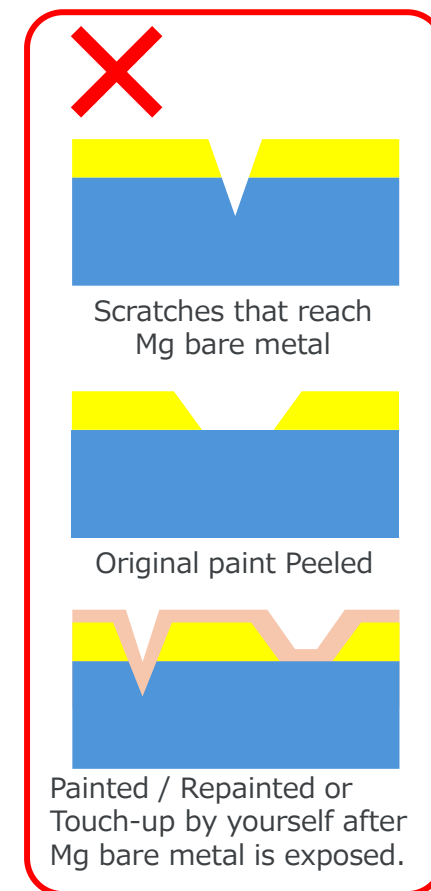 Scratches that reach
Mg bare metal
Original paint Peeled
Painted / Repainted or
Touch-up by yourself after
Mg bare metal is exposed.